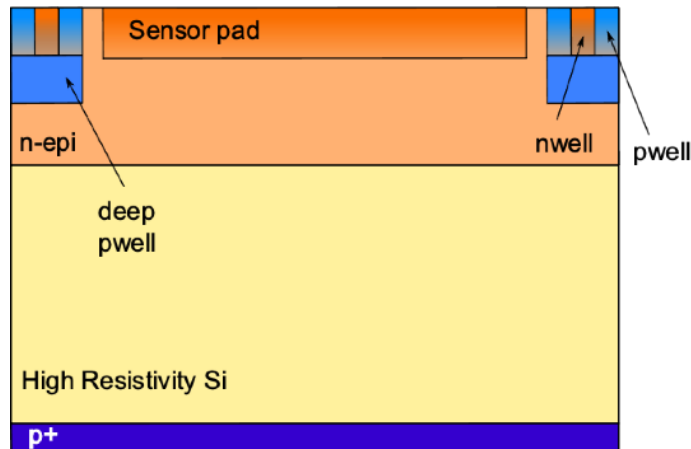 Sensor pad
n-epi
nwell
pwell
deep
pwell
High Resistivity Si
p+